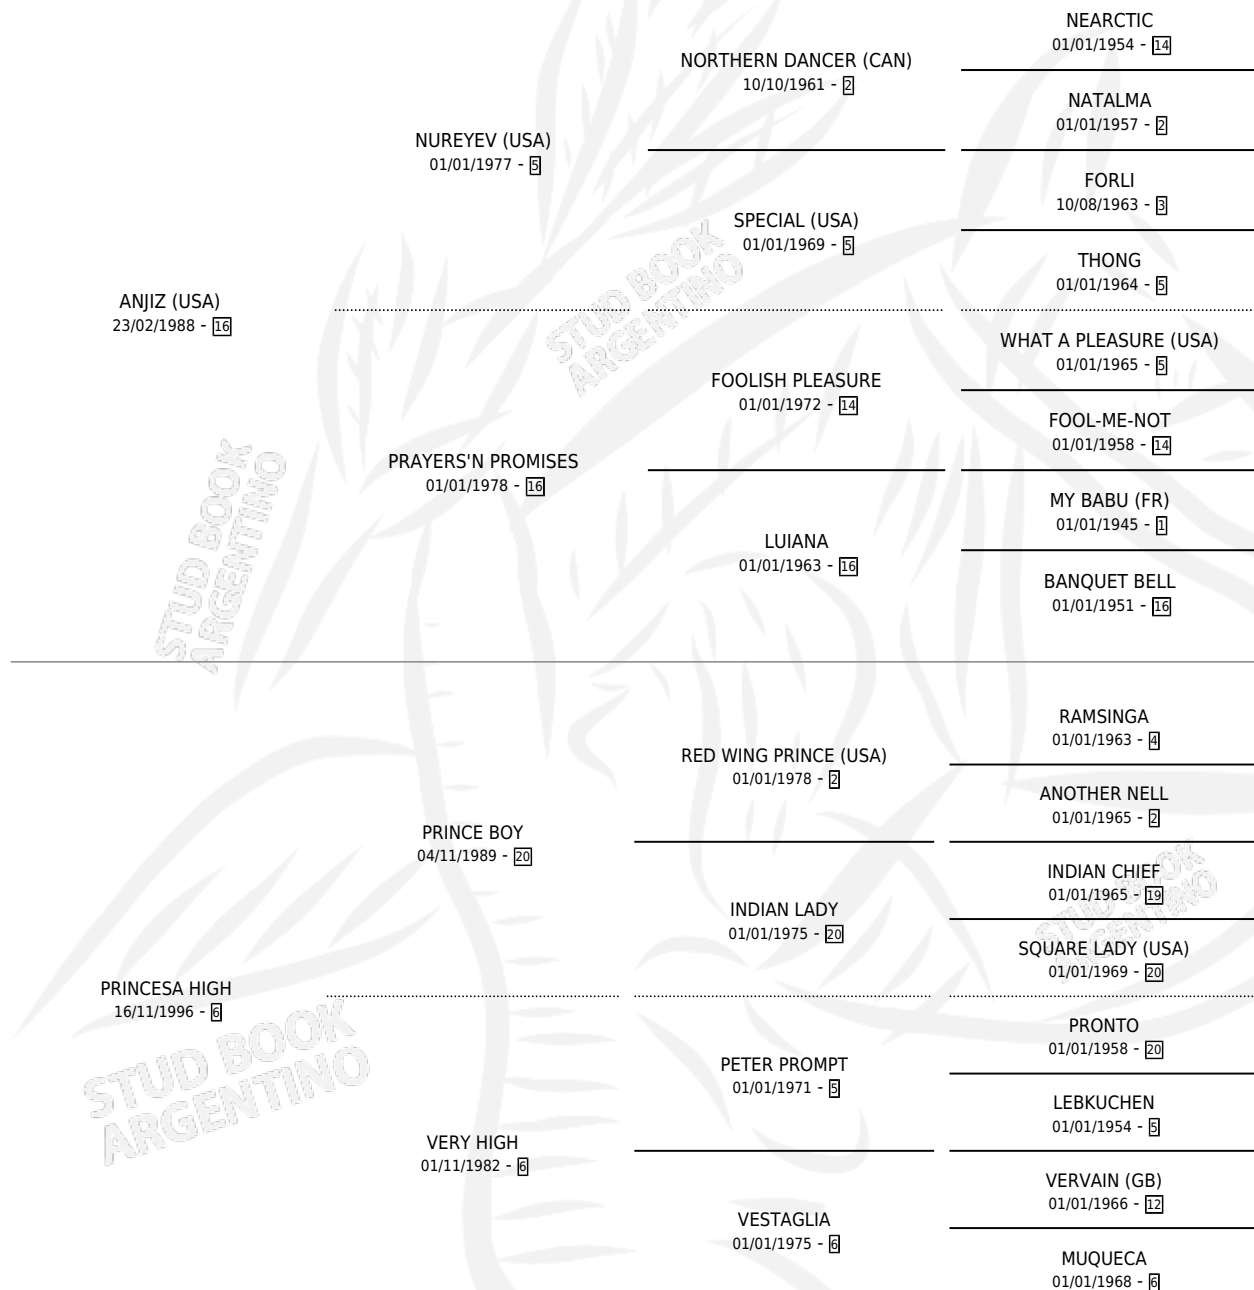 NEARCTIC
01/01/1954 - 14
NORTHERN DANCER (CAN)
10/10/1961 - 2
NATALMA
01/01/1957 - 2
NUREYEV (USA)
01/01/1977 - 5
FORLI
10/08/1963 - 3
SPECIAL (USA)
01/01/1969 - 5
THONG
01/01/1964 - 5
ANJIZ (USA)
23/02/1988 - 16
WHAT A PLEASURE (USA)
01/01/1965 - 5
FOOLISH PLEASURE
01/01/1972 - 14
FOOL-ME-NOT
01/01/1958 - 14
PRAYERS'N PROMISES
01/01/1978 - 16
MY BABU (FR)
01/01/1945 - 1
LUIANA
01/01/1963 - 16
BANQUET BELL
01/01/1951 - 16
RAMSINGA
01/01/1963 - 4
RED WING PRINCE (USA)
01/01/1978 - 2
ANOTHER NELL
01/01/1965 - 2
PRINCE BOY
04/11/1989 - 20
INDIAN CHIEF
01/01/1965 - 19
INDIAN LADY
01/01/1975 - 20
SQUARE LADY (USA)
01/01/1969 - 20
PRINCESA HIGH
16/11/1996 - 6
PRONTO
01/01/1958 - 20
PETER PROMPT
01/01/1971 - 5
LEBKUCHEN
01/01/1954 - 5
VERY HIGH
01/11/1982 - 6
VERVAIN (GB)
01/01/1966 - 12
VESTAGLIA
01/01/1975 - 6
MUQUECA
01/01/1968 - 6
STUD BOOK
ARGENTINO
STUD BOOK
ARGENTINO
STUD BOOK
ARGENTINO
STUD BOOK
ARGENTINO